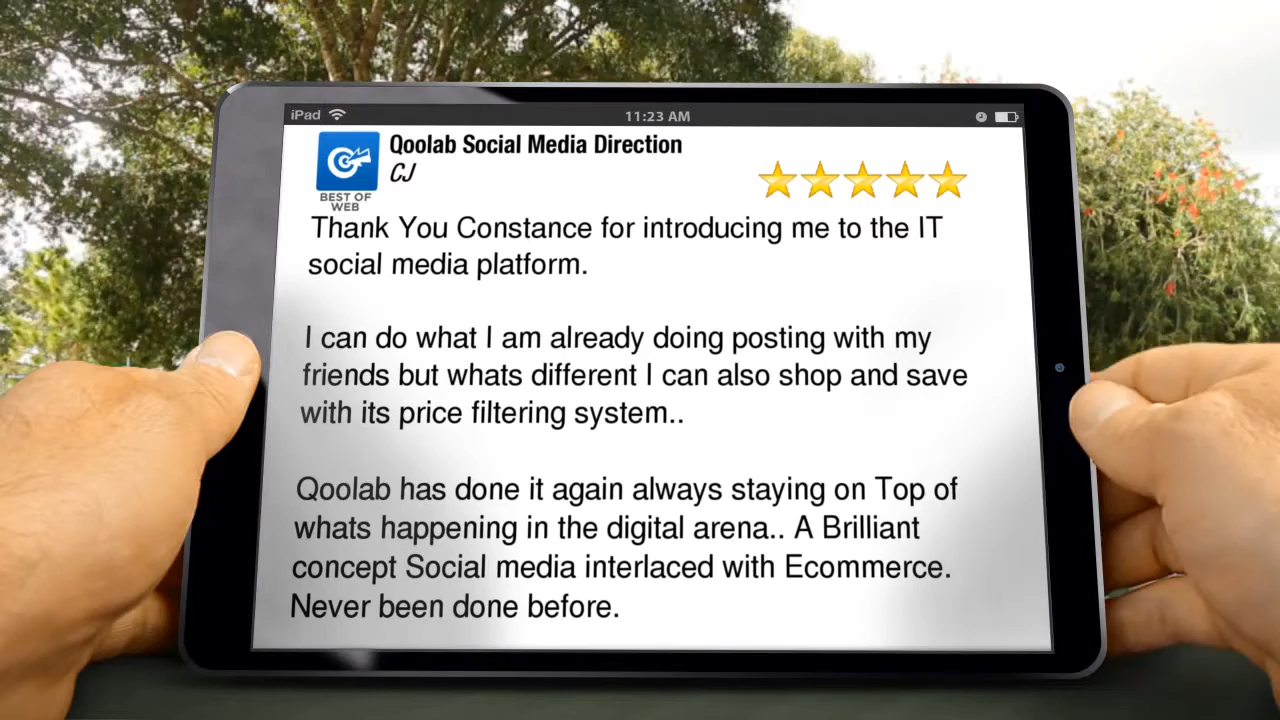 iPad 11:23 AM
Qoolab Social Media Direction
CJ
BEST OF
WEB
Thank You Constance for introducing me to the IT
social media platform.
I can do what I am already doing posting with my
friends but whats different I can also shop and save
with its price filtering system..
Qoolab has done it again always staying on Top of
whats happening in the digital arena.. A Brilliant
concept Social media interlaced with Ecommerce.
Never been done before.